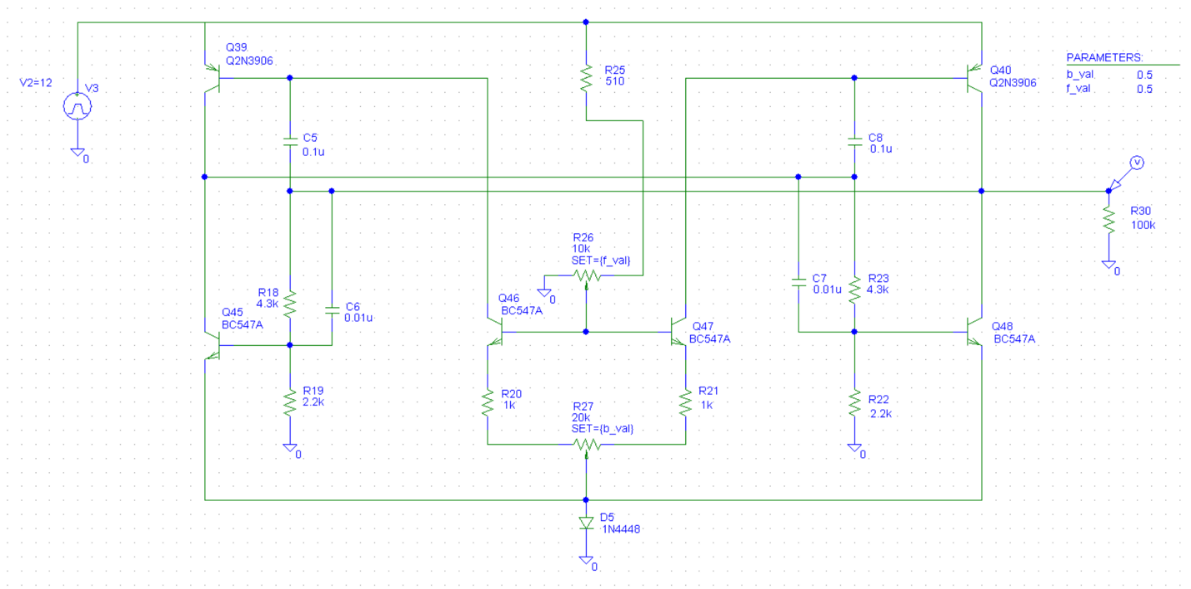 Q39
Q2N3906
V2=12
V3
0
R25
510
Q40
Q2N3906
PARAMETERS:
b_val 0.5
f_val 0.5
C5
0.1u
C8
0.1u
V
R30
100k
0
R26
10k
SET={f_val}
0
R18
4.3k
C6
0.01u
C7
0.01u
R23
4.3k
Q45
BC547A
Q46
BC547A
Q47
BC547A
Q48
BC547A
R19
2.2k
0
R20
1k
R27
20k
SET={b_val}
R21
1k
R22
2.2k
0
D5
1N4448
0